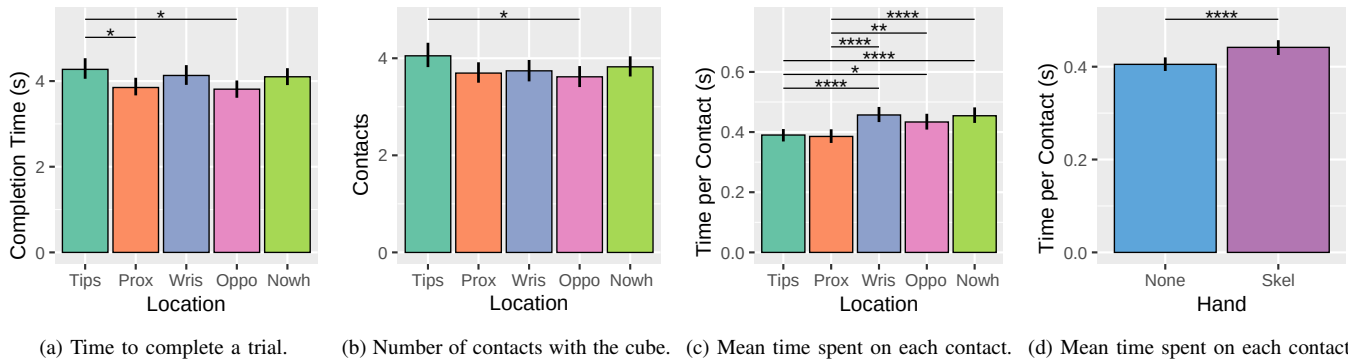 *
*
4
2
0
Completion Time (s)
Tips Prox Wris Oppo Nowh
Location
(a) Time to complete a trial.
*
4
2
0
Contacts
Tips Prox Wris Oppo Nowh
Location
(b) Number of contacts with the cube.
****
**
****
****
*
****
0.6
0.4
0.2
0.0
Time per Contact (s)
Tips Prox Wris Oppo Nowh
Location
(c) Mean time spent on each contact.
****
0.4
0.2
0.0
Time per Contact (s)
None Skel
Hand
(d) Mean time spent on each contact